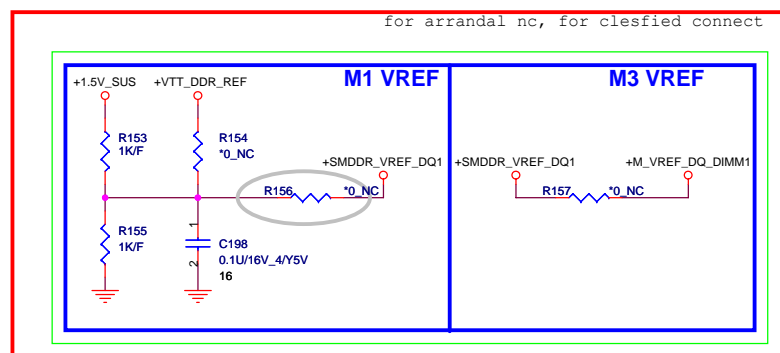 for arrandal nc, for clesfied connect
M1 VREF
M3 VREF
+1.5V_SUS
+VTT_DDR_REF
R153
1K/F
R154
*0_NC
+SMDDR_VREF_DQ1
+SMDDR_VREF_DQ1
+M_VREF_DQ_DIMM1
R156
*0_NC
R157
*0_NC
R155
1K/F
1
2
C198
0.1U/16V_4/Y5V
16